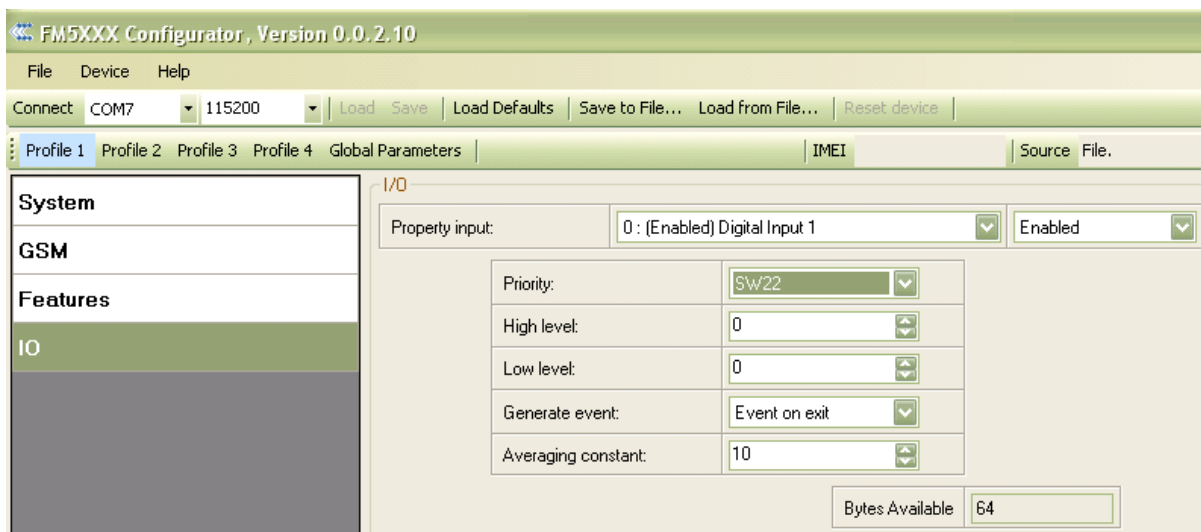 FM5XXX Configurator, Version 0.0.2.10
File Device Help
Connect COM7 115200 Load Save Load Defaults Save to File... Load from File... Reset device
Profile 1 Profile 2 Profile 3 Profile 4 Global Parameters IMEI Source File.
System
GSM
Features
IO
I/O
Property input: 0 : (Enabled) Digital Input 1 Enabled
Priority: SW22
High level: 0
Low level: 0
Generate event: Event on exit
Averaging constant: 10
Bytes Available 64